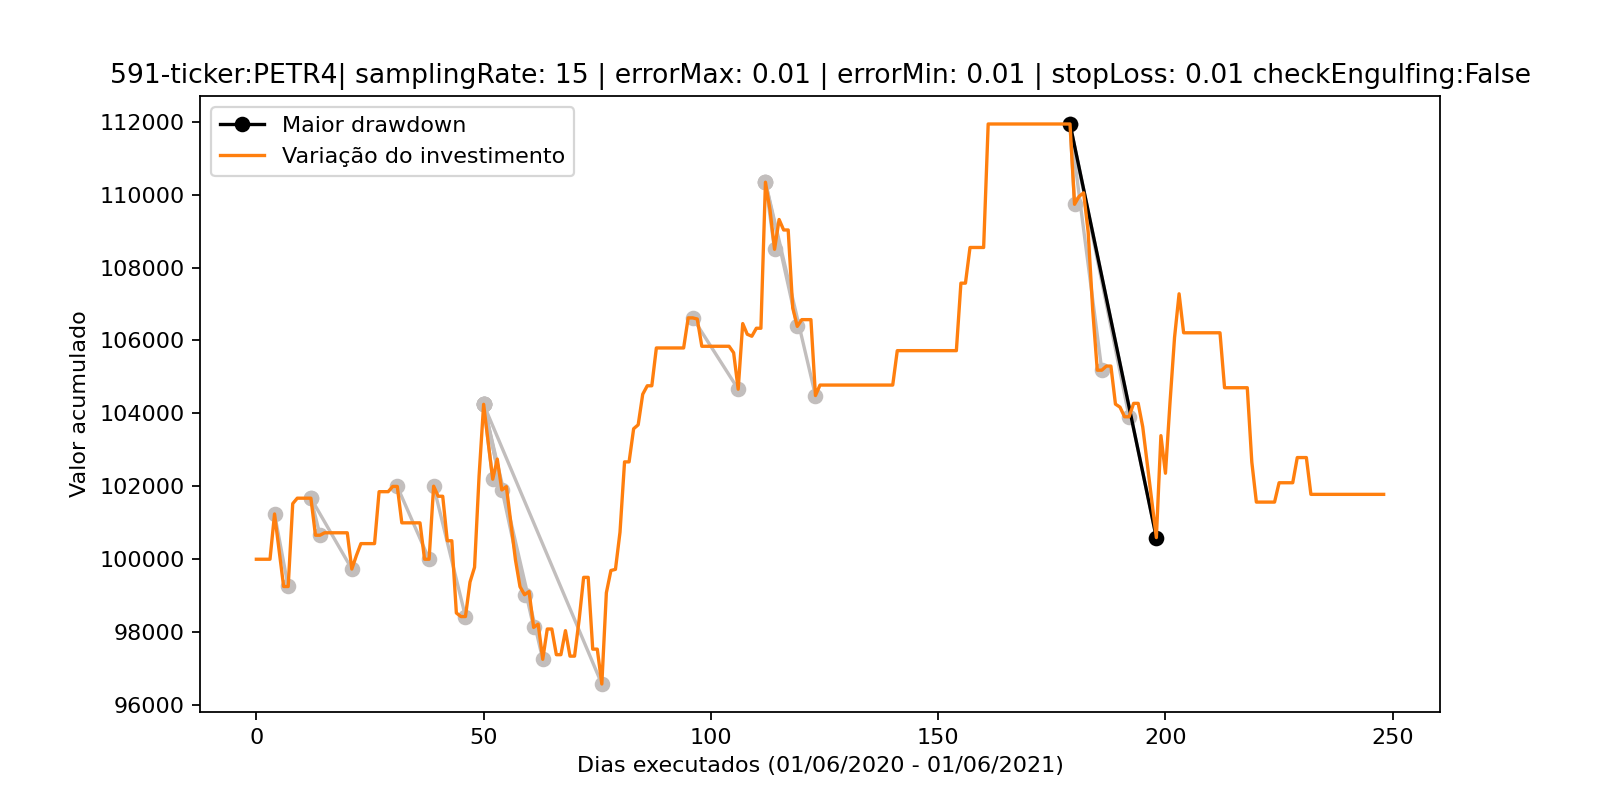 591-ticker:PETR4| samplingRate: 15 | errorMax: 0.01 | errorMin: 0.01 | stopLoss: 0.01 checkEngulfing:False
Maior drawdown
Variação do investimento
112000
110000
108000
106000
104000
102000
100000
98000
96000
Valor acumulado
0 50 100 150 200 250
Dias executados (01/06/2020 - 01/06/2021)